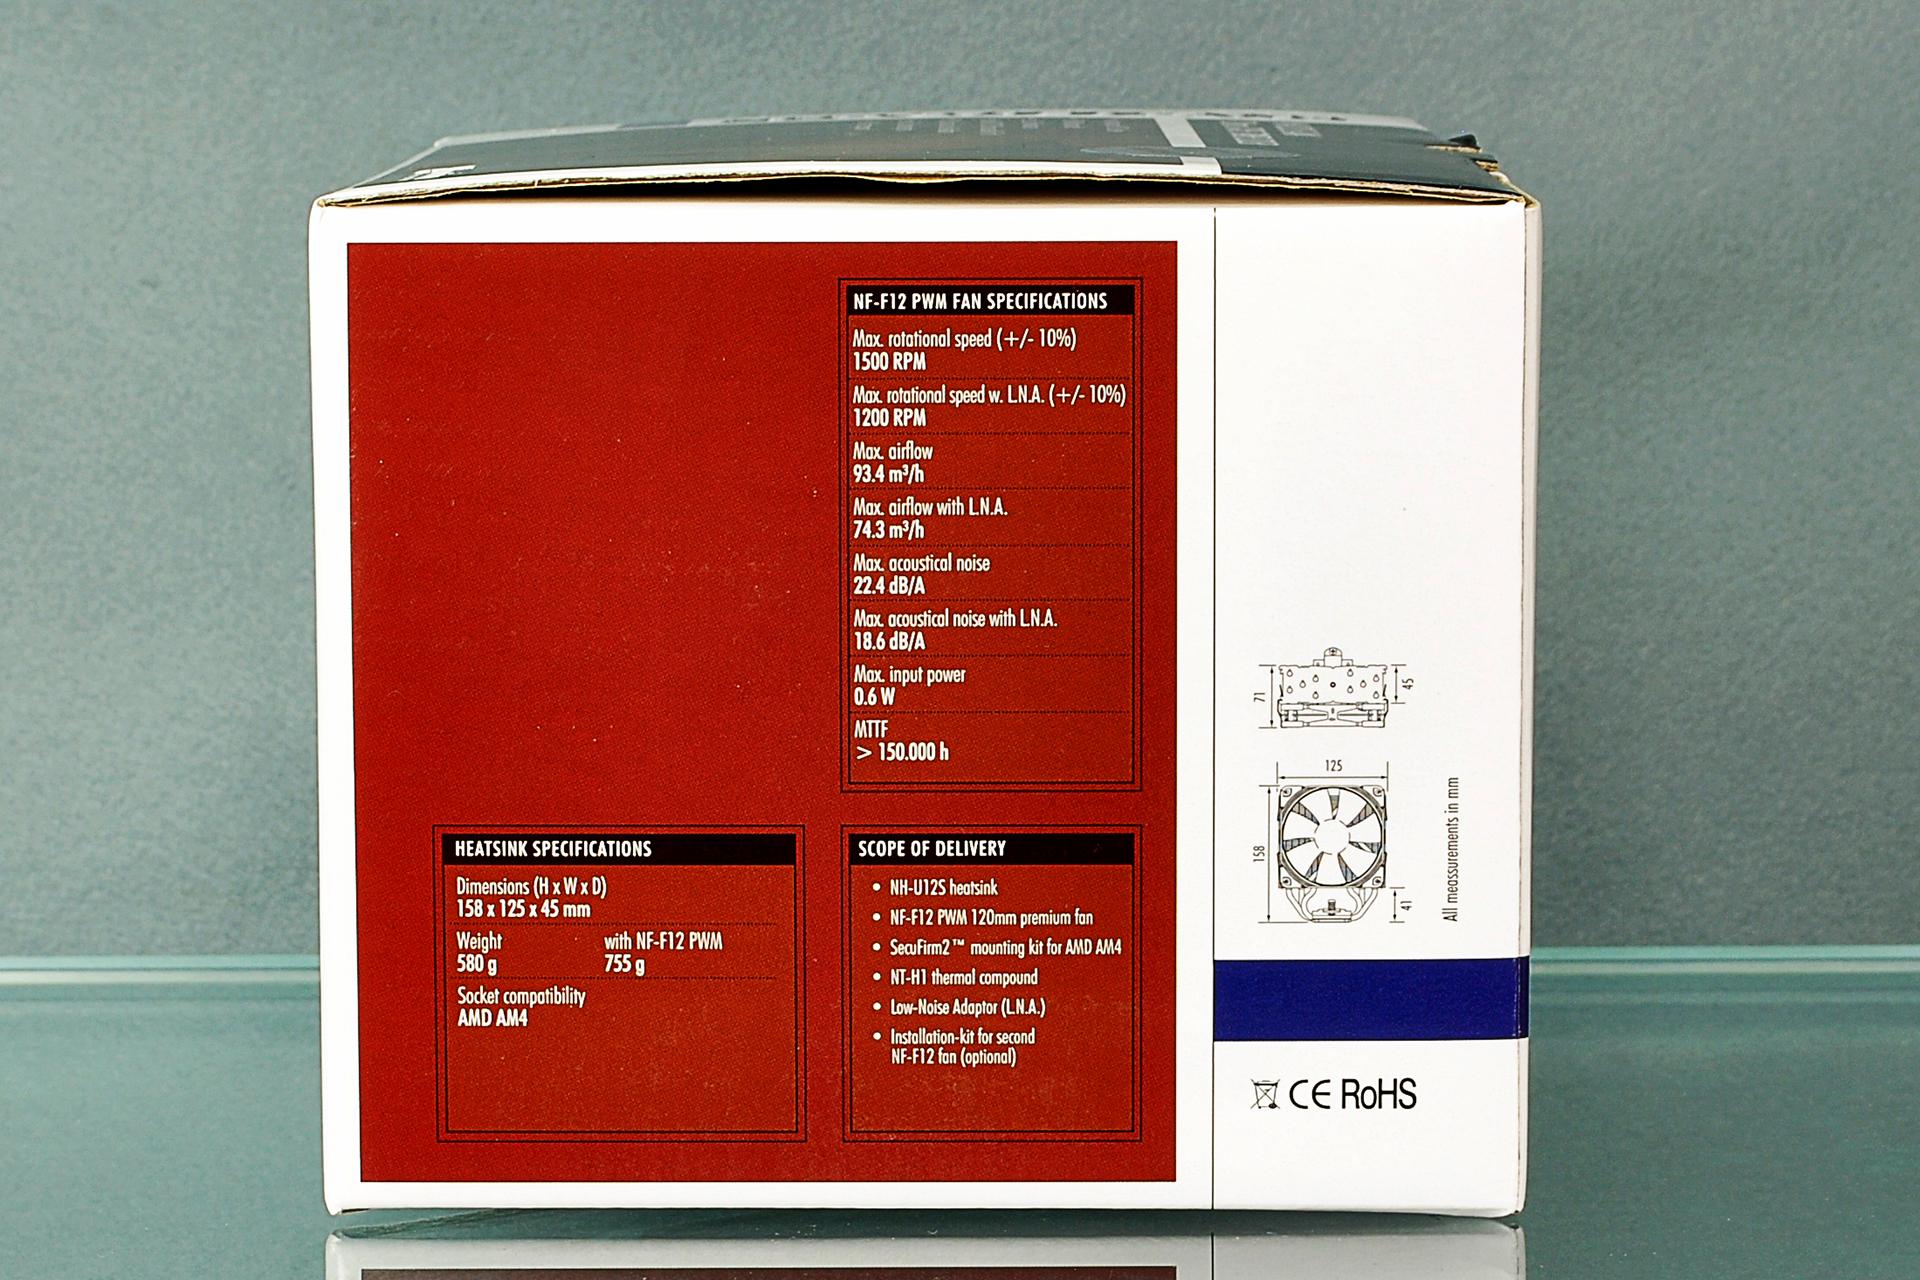 NF-F12 PWM FAN SPECIFICATIONS
Max. rotational speed (+/- 10%)
1500 RPM
Max. rotational speed w. L.N.A. (+/- 10%)
1200 RPM
Max. airflow
93.4 m³/h
Max. airflow with L.N.A.
74.3 m³/h
Max. acoustical noise
22.4 dB/A
Max. acoustical noise with L.N.A.
18.6 dB/A
Max. input power
0.6 W
MTTF
> 150.000 h
HEATSINK SPECIFICATIONS
Dimensions (H x W x D)
158 x 125 x 45 mm
Weight with NF-F12 PWM
580 g 755 g
Socket compatibility
AMD AM4
SCOPE OF DELIVERY
• NH-U12S heatsink
• NF-F12 PWM 120mm premium fan
• SecuFirm2™ mounting kit for AMD AM4
• NT-H1 thermal compound
• Low-Noise Adaptor (L.N.A.)
• Installation-kit for second
NF-F12 fan (optional)
71
45
125
158
41
All meassurements in mm
CE RoHS